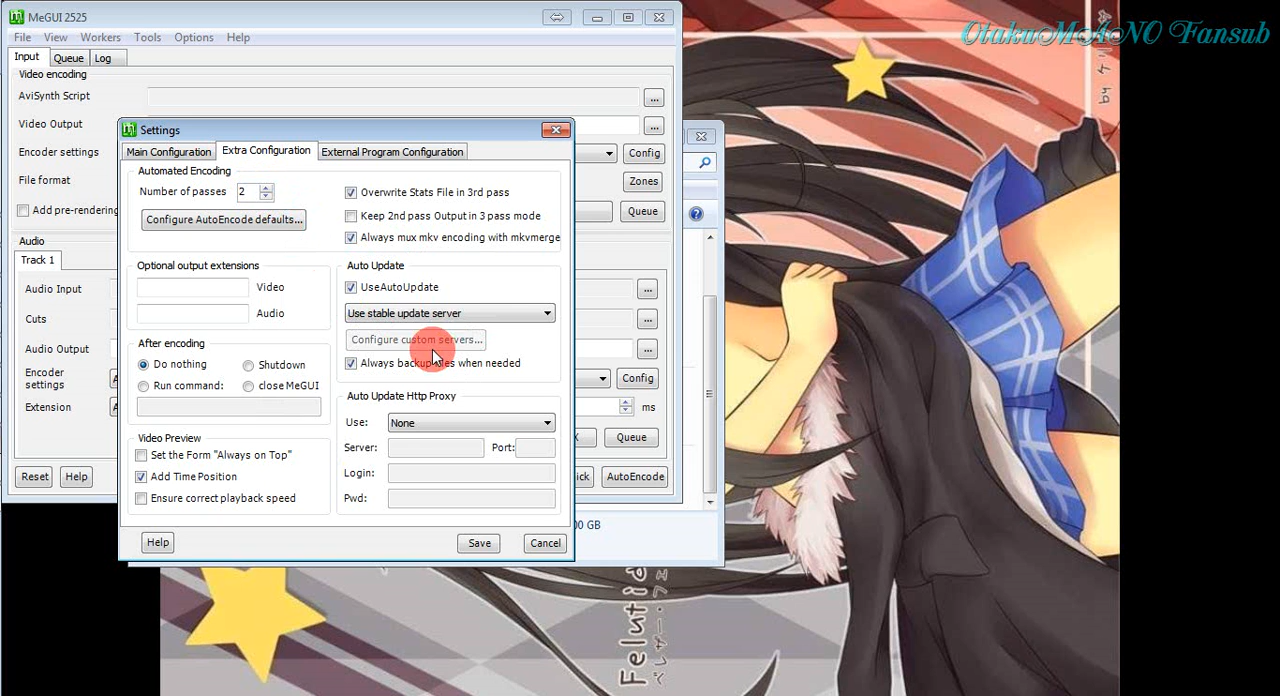 MeGUI 2525
OtakuMANO Fansub
File View Workers Tools Options Help
Input Queue Log
Video encoding
AviSynth Script ...
Video Output ...
Encoder settings Config
File format Zones
Add pre-rendering
Queue
Audio
Track 1
Audio Input ...
Cuts ...
Audio Output ...
Encoder
settings
Config
Extension
ms
X
Queue
Reset Help
AutoEncode
Settings
Main Configuration Extra Configuration External Program Configuration
Automated Encoding
Number of passes 2
Configure AutoEncode defaults...
Overwrite Stats File in 3rd pass
Keep 2nd pass Output in 3 pass mode
Always mux mkv encoding with mkvmerge
Optional output extensions
Video
Audio
After encoding
Do nothing Shutdown
Run command: close MeGUI
Video Preview
Set the Form "Always on Top"
Add Time Position
Ensure correct playback speed
Auto Update
UseAutoUpdate
Use stable update server
Configure custom servers...
Always backup files when needed
Auto Update Http Proxy
Use: None
Server: Port:
Login:
Pwd:
Help Save Cancel
00 GB
Felutia